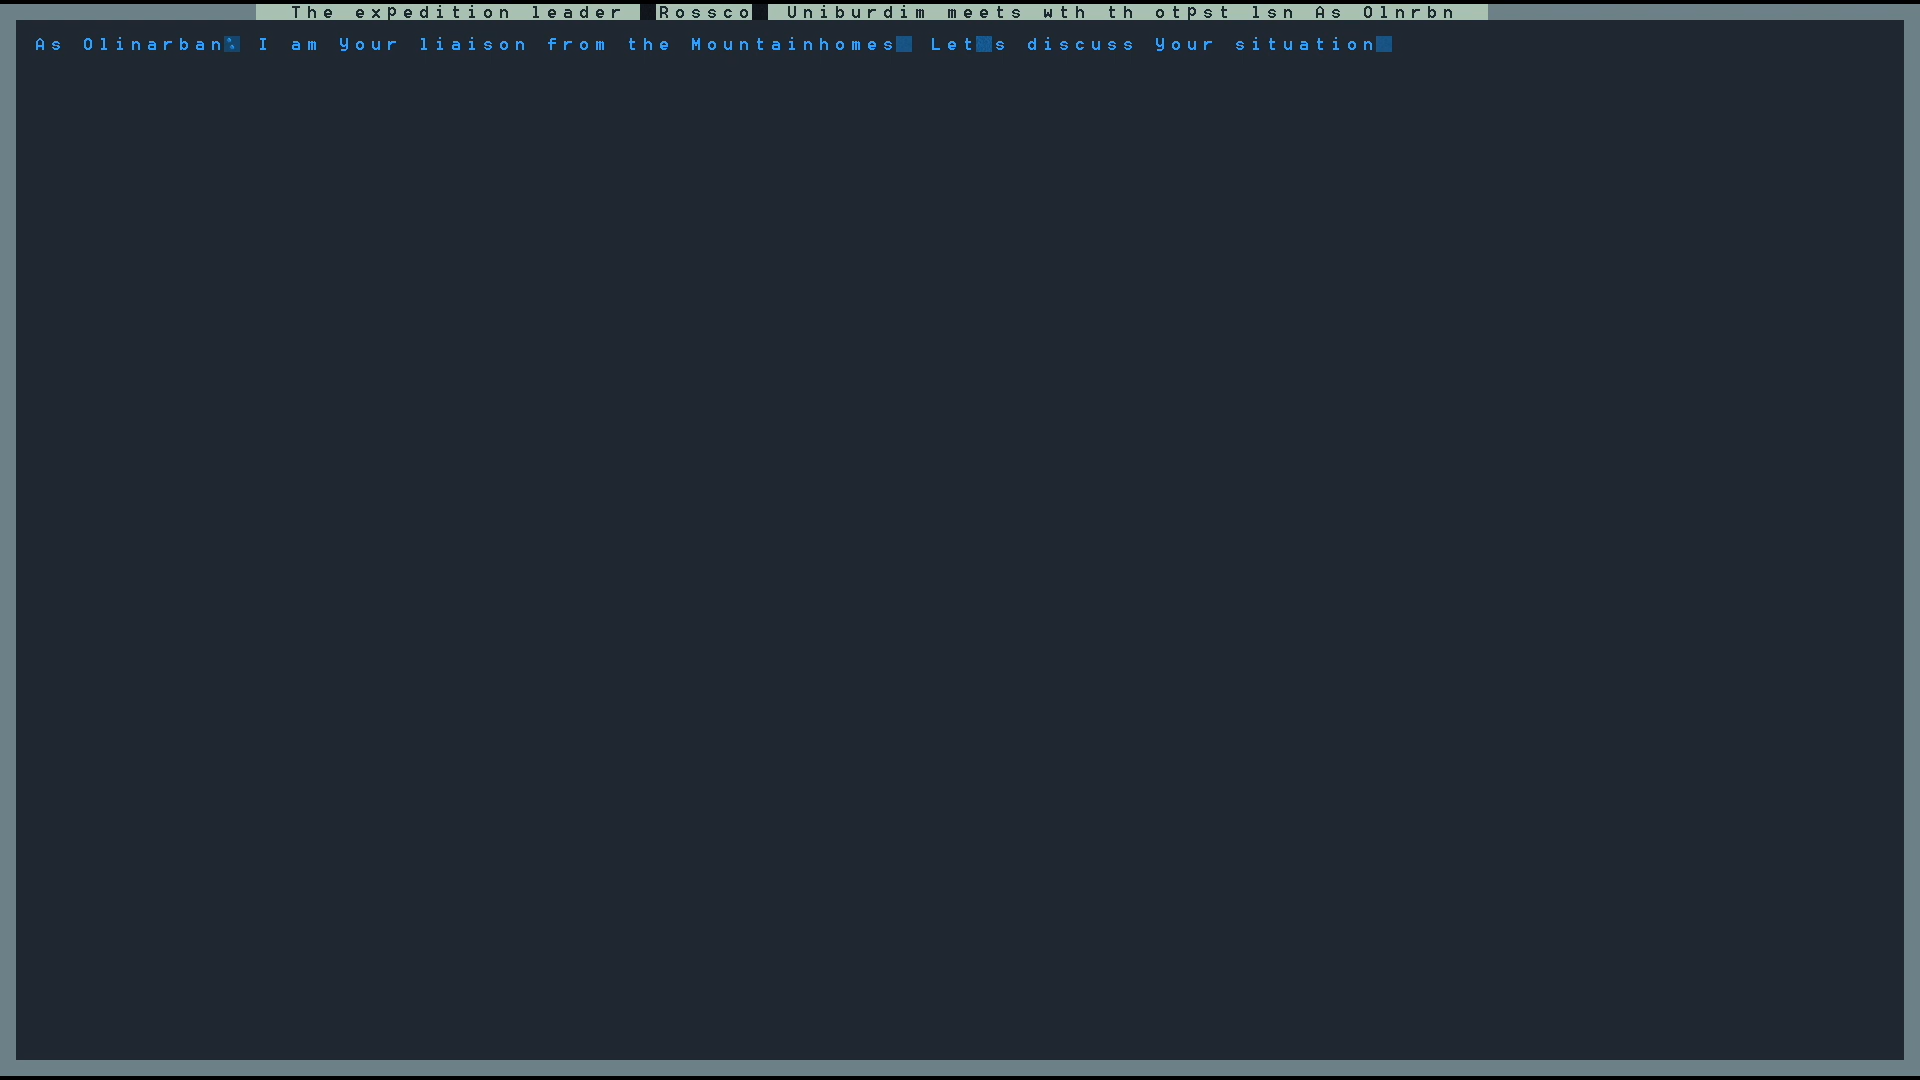 The expedition leader Rossco Uniburdim meets wth th otpst lsn As Olnrbn
As Olinarban: I am Your liaison from the Mountainhomes Let s discuss Your situation